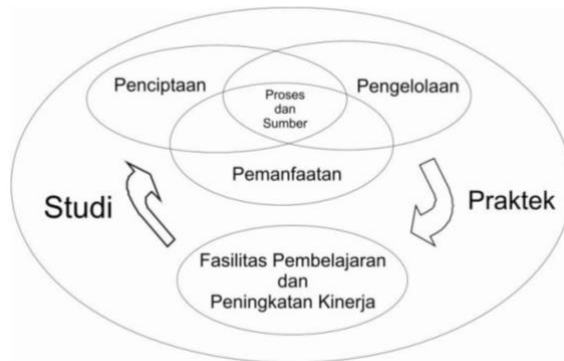 Penciptaan
Pengelolaan
Proses
dan
Sumber
Pemanfaatan
Studi
Praktek
Fasilitas Pembelajaran
dan
Peningkatan Kinerja